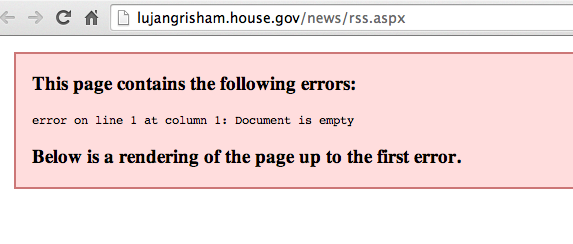 lujangrisham.house.gov/news/rss.aspx
This page contains the following errors:
error on line 1 at column 1: Document is empty
Below is a rendering of the page up to the first error.